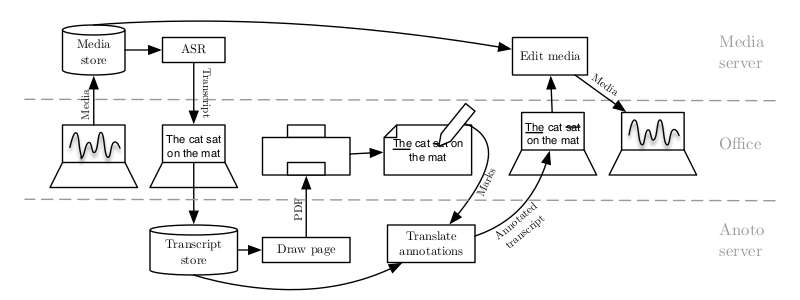 Media
store
ASR
Edit media
Media
server
Media
Transcript
Media
The cat sat
on the mat
The cat sat on
the mat
The cat sat
on the mat
Office
PDF
Marks
Annotated
transcript
Transcript
store
Draw page
Translate
annotations
Anoto
server